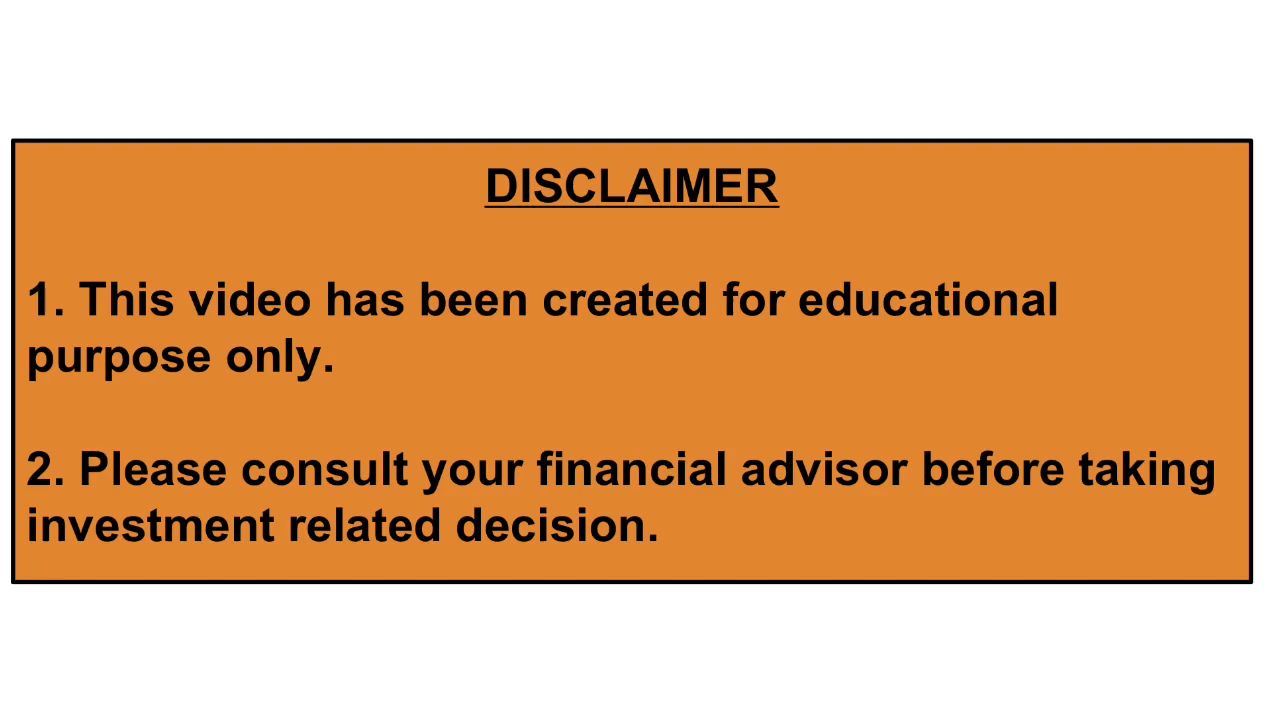 DISCLAIMER
1. This video has been created for educational
purpose only.
2. Please consult your financial advisor before taking
investment related decision.